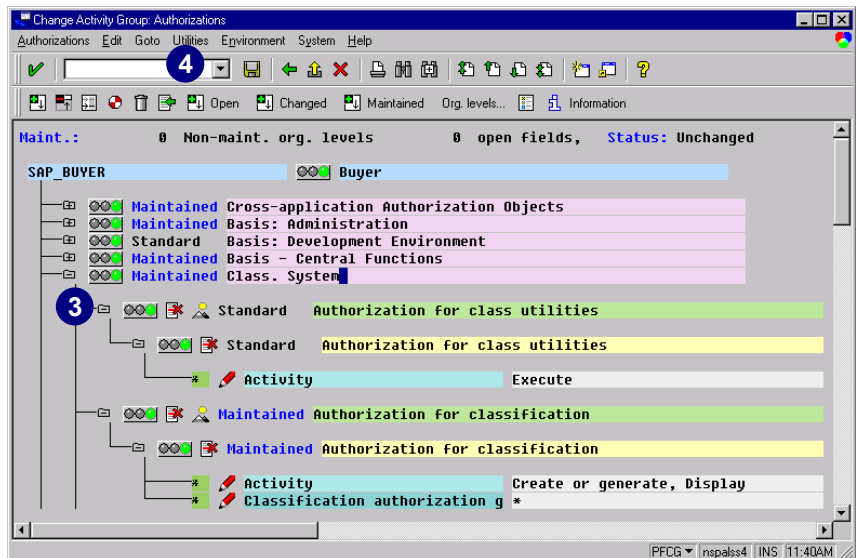 Change Activity Group: Authorizations
Authorizations Edit Goto Utilities Environment System Help
4
Open Changed Maintained Org. levels... Information
Maint.: 0 Non-maint. org. levels 0 open fields, Status: Unchanged
SAP_BUYER Buyer
Maintained Cross-application Authorization Objects
Maintained Basis: Administration
Standard Basis: Development Environment
Maintained Basis - Central Functions
Maintained Class. System
3 Standard Authorization for class utilities
Standard Authorization for class utilities
* Activity Execute
Maintained Authorization for classification
Maintained Authorization for classification
* Activity Create or generate, Display
* Classification authorization g *
PFCG nspalss4 INS 11:40AM